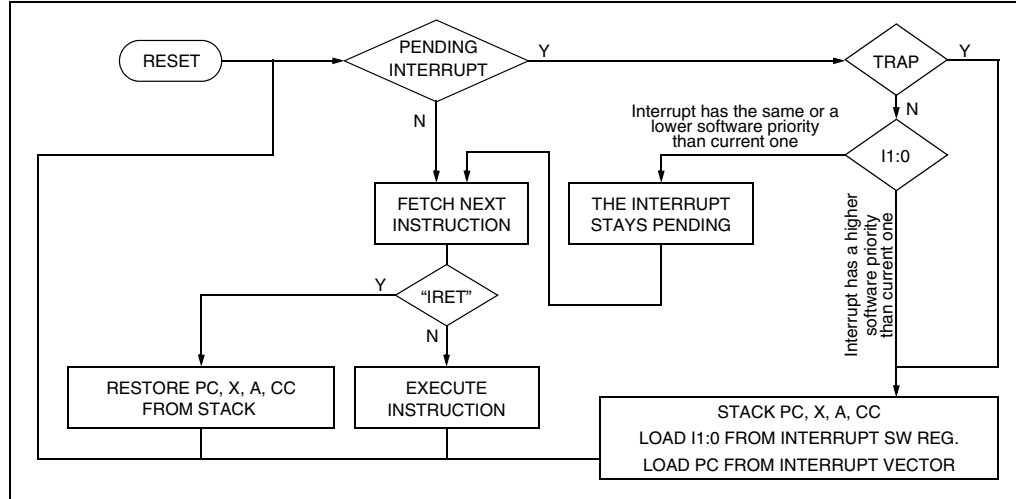 RESET
PENDING
INTERRUPT
Y
TRAP
Y
N
N
Interrupt has the same or a
lower software priority
than current one
I1:0
FETCH NEXT
INSTRUCTION
THE INTERRUPT
STAYS PENDING
Interrupt has a higher
software priority
than current one
Y
“IRET”
N
RESTORE PC, X, A, CC
FROM STACK
EXECUTE
INSTRUCTION
STACK PC, X, A, CC
LOAD I1:0 FROM INTERRUPT SW REG.
LOAD PC FROM INTERRUPT VECTOR